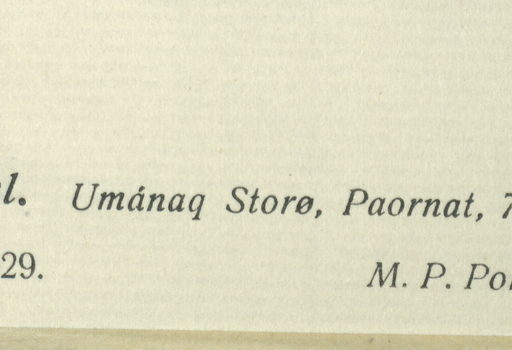 l. Umánaq Storø, Paornat, 7
29. M. P. Po